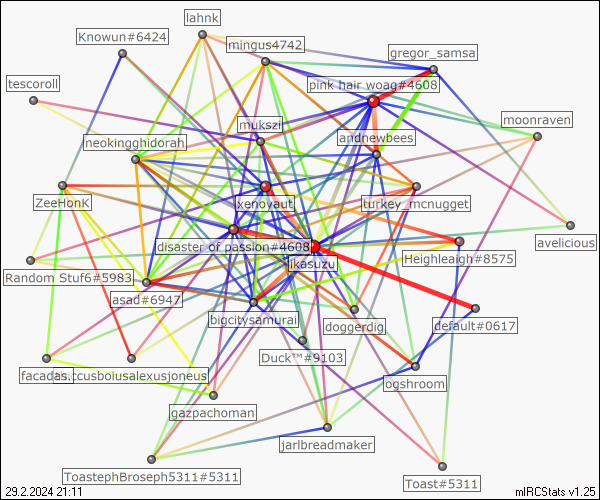 lahnk
Knowun#6424
mingus4742
gregor_samsa
tescoroll
pink hair woag#4608
moonraven
mukszi
andnewbees
neokingghidorah
ZeeHonk
xenoyaut
turkey_mcnugget
avelicious
disaster of passion#4608
Heighleaigh#8575
ikasuzu
Random Stuf6#5983
asad#6947
bigcitysamurai
doggerdig
default#0617
Duck™#9103
facadas
ccusbolusalexusjoneus
ogshroom
gazpachoman
jarlbreadmaker
ToastephBroseph5311#5311
Toast#5311
29.2.2024 21:11
mIRCStats v1.25